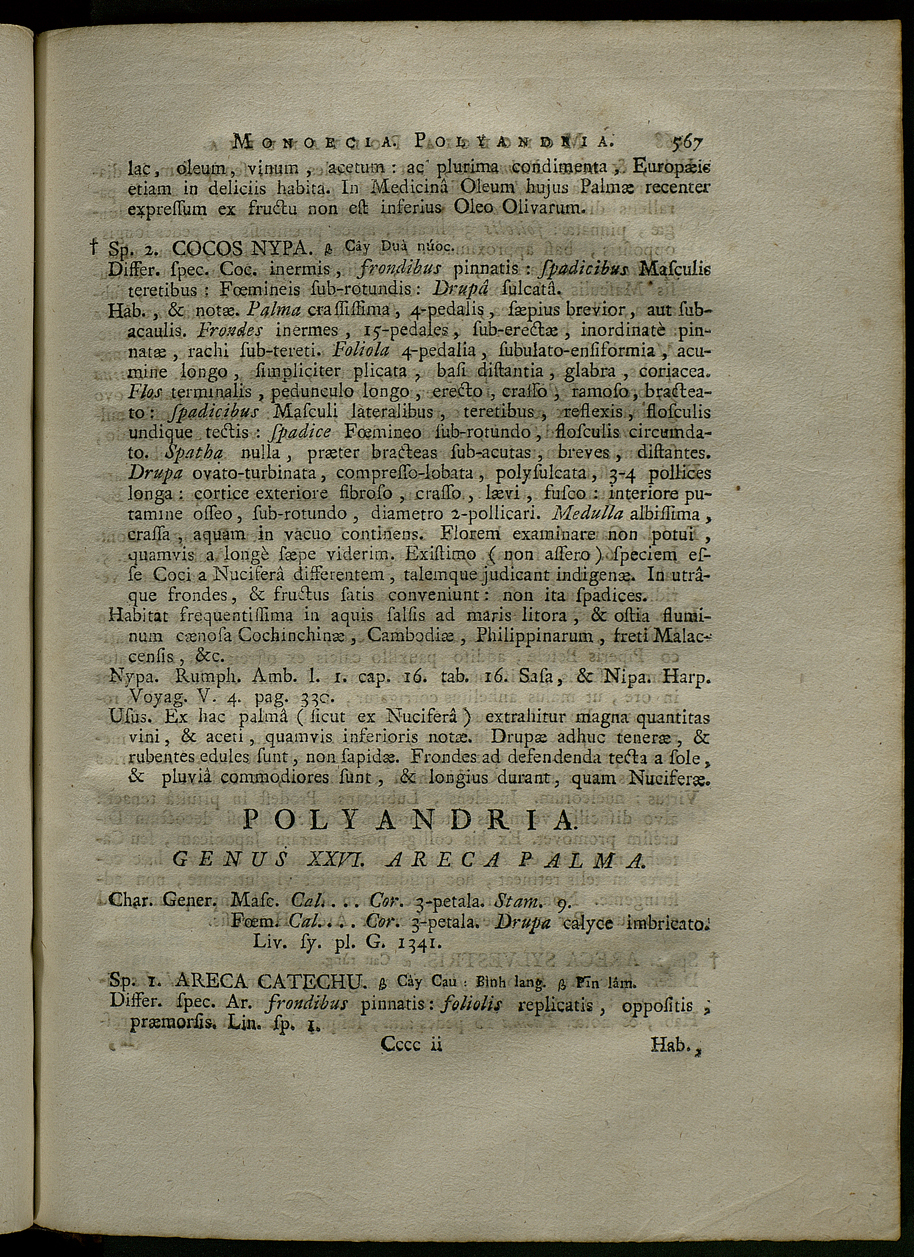 MONOECIA. POLYANDRIA. 567
lac, oleum, vinum, acetum: ac plurima condimenta, Europæis
etiam in deliciis habita. In Medicinâ Oleum hujus Palmæ recenter
expreſſum ex fructu non eſt inferius Oleo Olivarum.
† Sp. 2. COCOS NYPA. ꞵ Cây Duà núoc.
Differ. ſpec. Coc. inermis, frondibus pinnatis: ſpadicibus Maſculis
teretibus: Fœmineis ſub-rotundis: Drupâ ſulcatâ.
Hab., & notæ. Palma craſſiſſima, 4-pedalis, ſæpius brevior, aut ſub-
acaulis. Frondes inermes, 15-pedales, ſub-erectæ, inordinatè pin-
natæ, rachi ſub-tereti. Foliola 4-pedalia, ſubulato-enſiformia, acu-
mine longo, ſimpliciter plicata, baſi diſtantia, glabra, coriacea.
Flos terminalis, pedunculo longo, erecto, craſſo, ramoſo, bractea-
to: ſpadicibus Maſculi lateralibus, teretibus, reflexis, floſculis
undique tectis: ſpadice Fœmineo ſub-rotundo, floſculis circumda-
to. Spatha nulla, præter bracteas ſub-acutas, breves, diſtantes.
Drupa ovato-turbinata, compreſſo-lobata, polyſulcata, 3-4 pollices
longa: cortice exteriore fibroſo, craſſo, lævi, fuſco: interiore pu-
tamine oſſeo, ſub-rotundo, diametro 2-pollicari. Medulla albiſſima,
craſſa, aquam in vacuo continens. Florem examinare non potui,
quamvis a longè ſæpe viderim. Exiſtimo (non aſſero) ſpeciem eſ-
ſe Coci a Nuciferâ differentem, talemque judicant indigenæ. In utrâ-
que frondes, & fructus ſatis conveniunt: non ita ſpadices.
Habitat frequentiſſima in aquis ſalſis ad maris litora, & oſtia flumi-
num cænoſa Cochinchinæ, Cambodiæ, Philippinarum, freti Malac-
cenſis, &c.
Nypa. Rumph. Amb. l. 1. cap. 16. tab. 16. Saſa, & Nipa. Harp.
Voyag. V. 4. pag. 330.
Uſus. Ex hac palmâ (ſicut ex Nuciferâ) extrahitur magna quantitas
vini, & aceti, quamvis inferioris notæ. Drupæ adhuc teneræ, &
rubentes edules ſunt, non ſapidæ. Frondes ad defendenda tecta a ſole,
& pluviâ commodiores ſunt, & longius durant, quam Nuciferæ.
POLYANDRIA.
GENUS XXVI. ARECA PALMA.
Char. Gener. Maſc. Cal. . . . Cor. 3-petala. Stam. 9.
Fœm. Cal. . . . Cor. 3-petala. Drupa calyce imbricato.
Liv. ſy. pl. G. 1341.
Sp. 1. ARECA CATECHU. ꞵ Cây Cau: Binh lang. ꞵ Pīn lám.
Differ. ſpec. Ar. frondibus pinnatis: foliolis replicatis, oppoſitis,
præmorſis. Lin. ſp. 1.
Cccc ii Hab.,